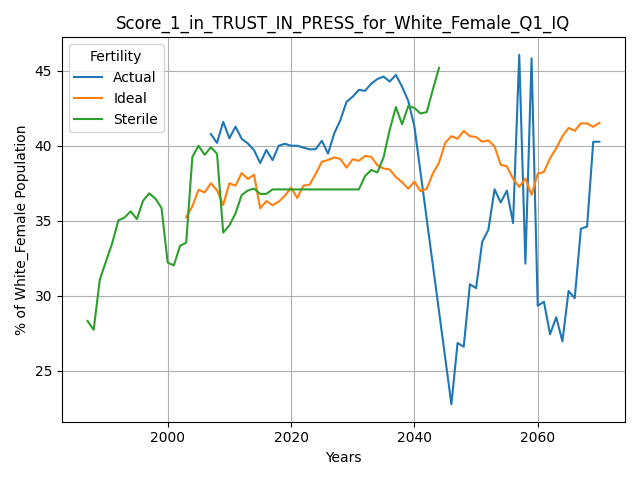 Score_1_in_TRUST_IN_PRESS_for_White_Female_Q1_IQ
Fertility
Actual
Ideal
Sterile
% of White_Female Population
45
40
35
30
25
2000
2020
2040
2060
Years